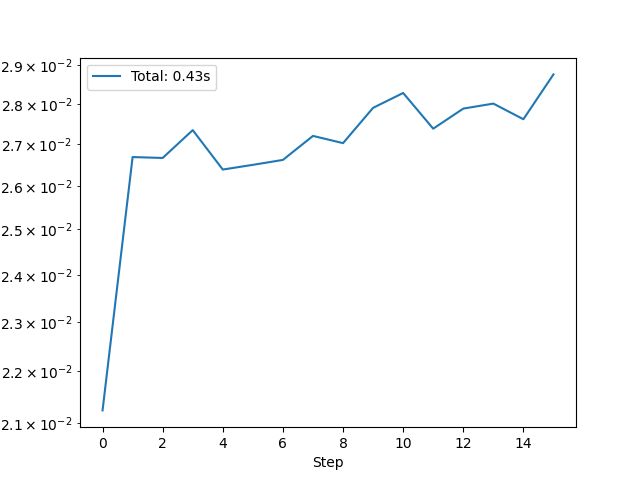 Total: 0.43s
2.9 × 10⁻²
2.8 × 10⁻²
2.7 × 10⁻²
2.6 × 10⁻²
2.5 × 10⁻²
2.4 × 10⁻²
2.3 × 10⁻²
2.2 × 10⁻²
2.1 × 10⁻²
0 2 4 6 8 10 12 14
Step